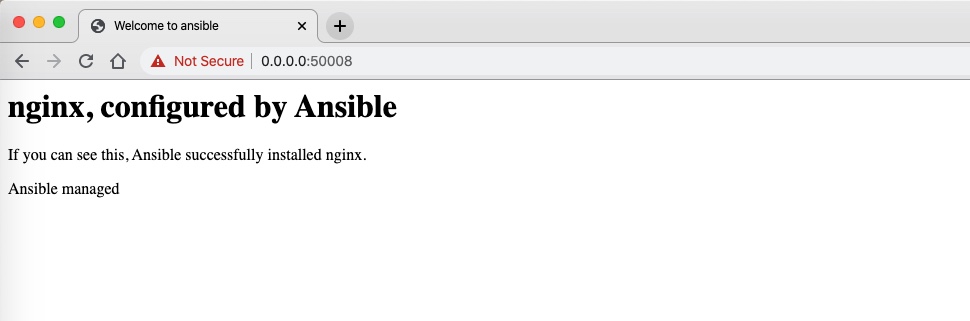 Welcome to ansible
Not Secure | 0.0.0.0:50008
nginx, configured by Ansible
If you can see this, Ansible successfully installed nginx.
Ansible managed